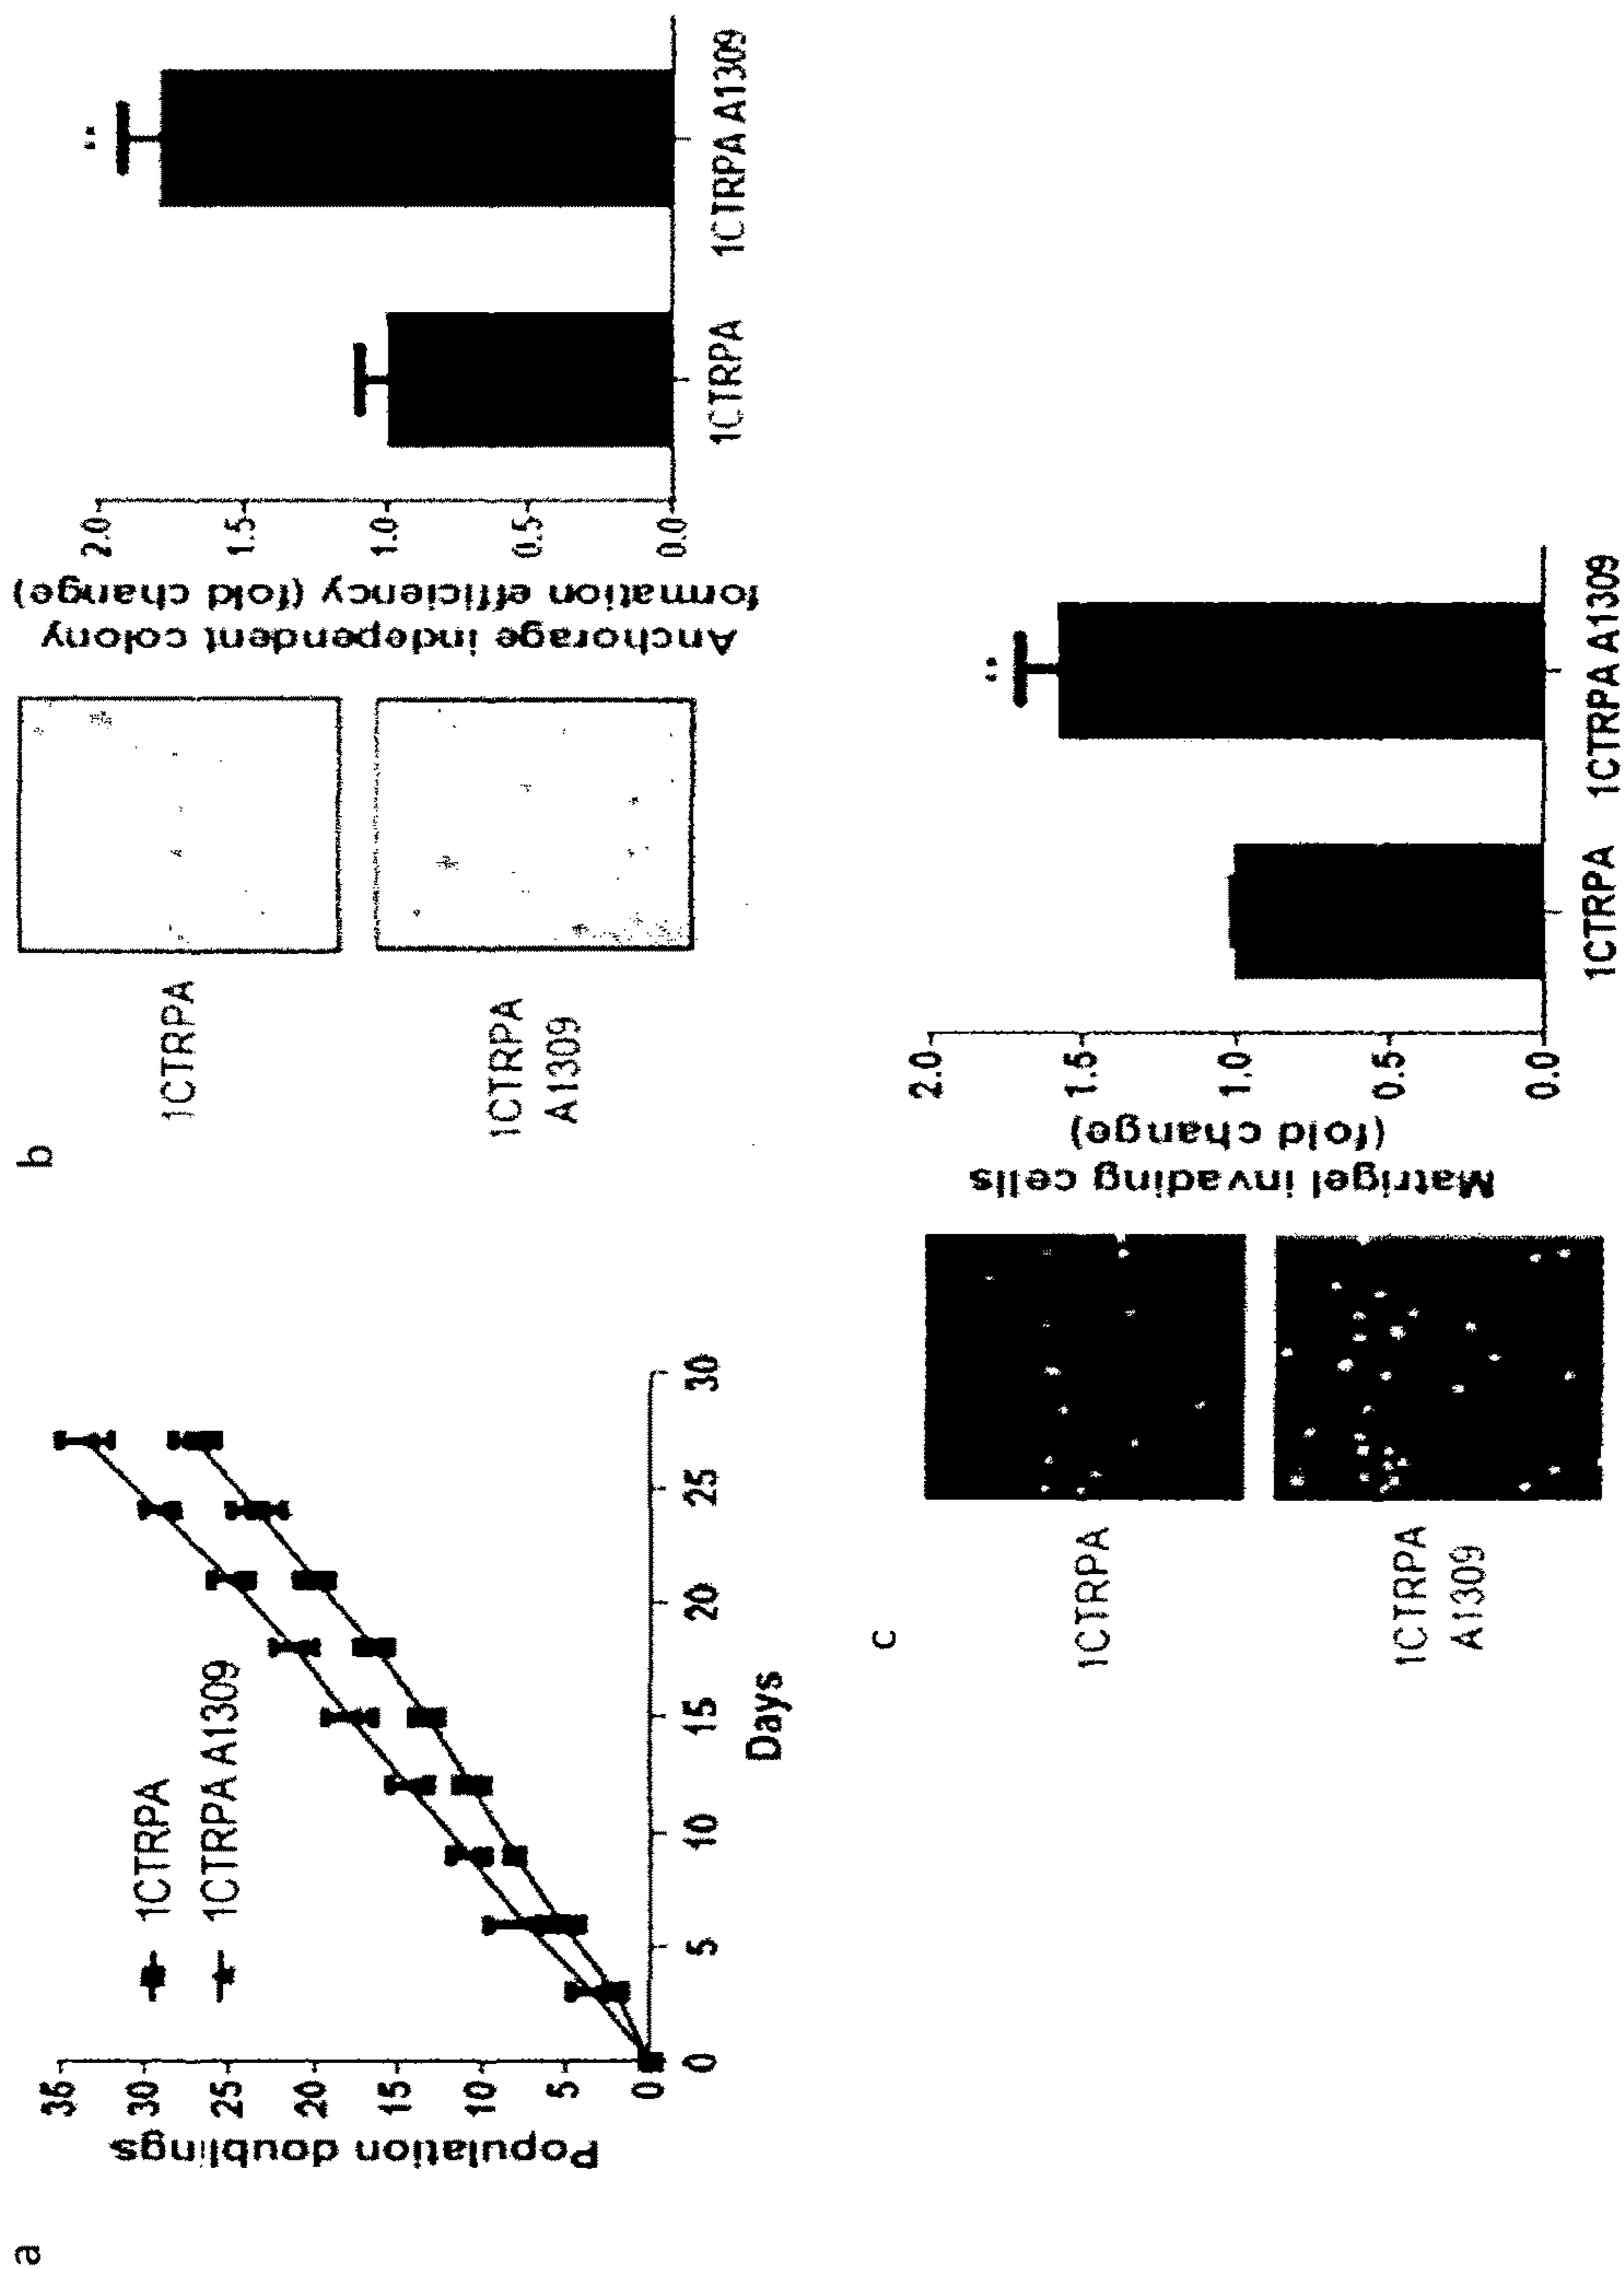 a
Population doublings
35
30
25
20
15
10
5
0
1CTRPA
1CTRPA A1309
0
5
10
15
20
25
30
Days
b
1CTRPA
1CTRPA
A1309
Anchorage independent colony
formation efficiency (fold change)
2.0
1.5
1.0
0.5
0.0
**
1CTRPA
1CTRPA A1309
c
1CTRPA
1CTRPA
A1309
Matrigel invading cells
(fold change)
2.0
1.5
1.0
0.5
0.0
**
1CTRPA
1CTRPA A1309